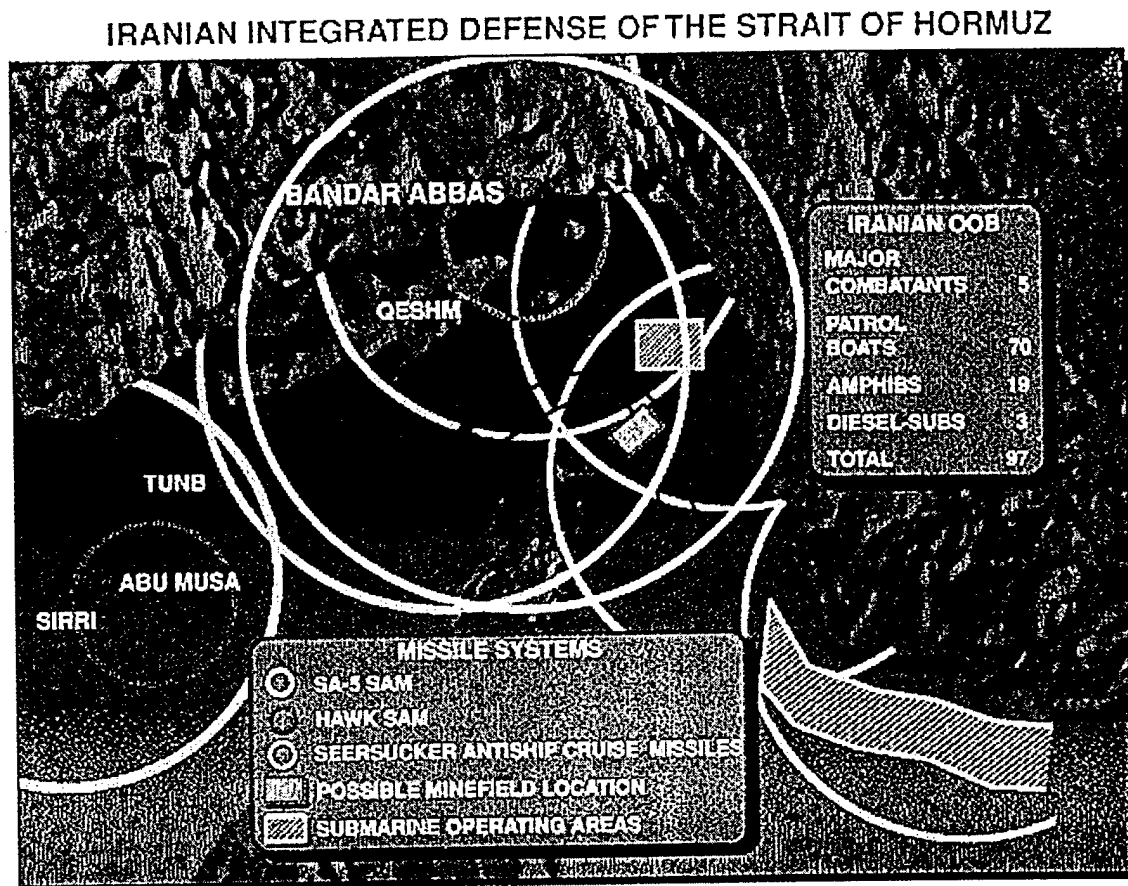 IRANIAN INTEGRATED DEFENSE OF THE STRAIT OF HORMUZ
BANDAR ABBAS
QESHM
TUNB
ABU MUSA
SIRRI
IRANIAN OOB
MAJOR
COMBATANTS 5
PATROL
BOATS 70
AMPHIBS 19
DIESEL-SUBS 3
TOTAL 97
MISSILE SYSTEMS
SA-5 SAM
HAWK SAM
SEERSUCKER ANTISHIP CRUISE MISSILES
POSSIBLE MINEFIELD LOCATION
SUBMARINE OPERATING AREAS